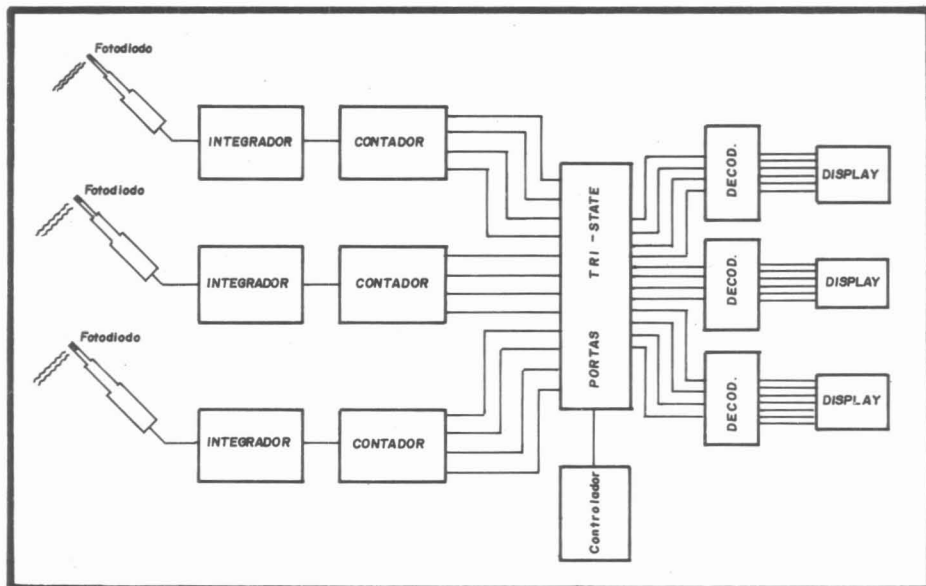 Fotodiodo
INTEGRADOR
CONTADOR
DECOD.
DISPLAY
Fotodiodo
INTEGRADOR
CONTADOR
PORTAS TRI-STATE
DECOD.
DISPLAY
Fotodiodo
INTEGRADOR
CONTADOR
DECOD.
DISPLAY
Controlador